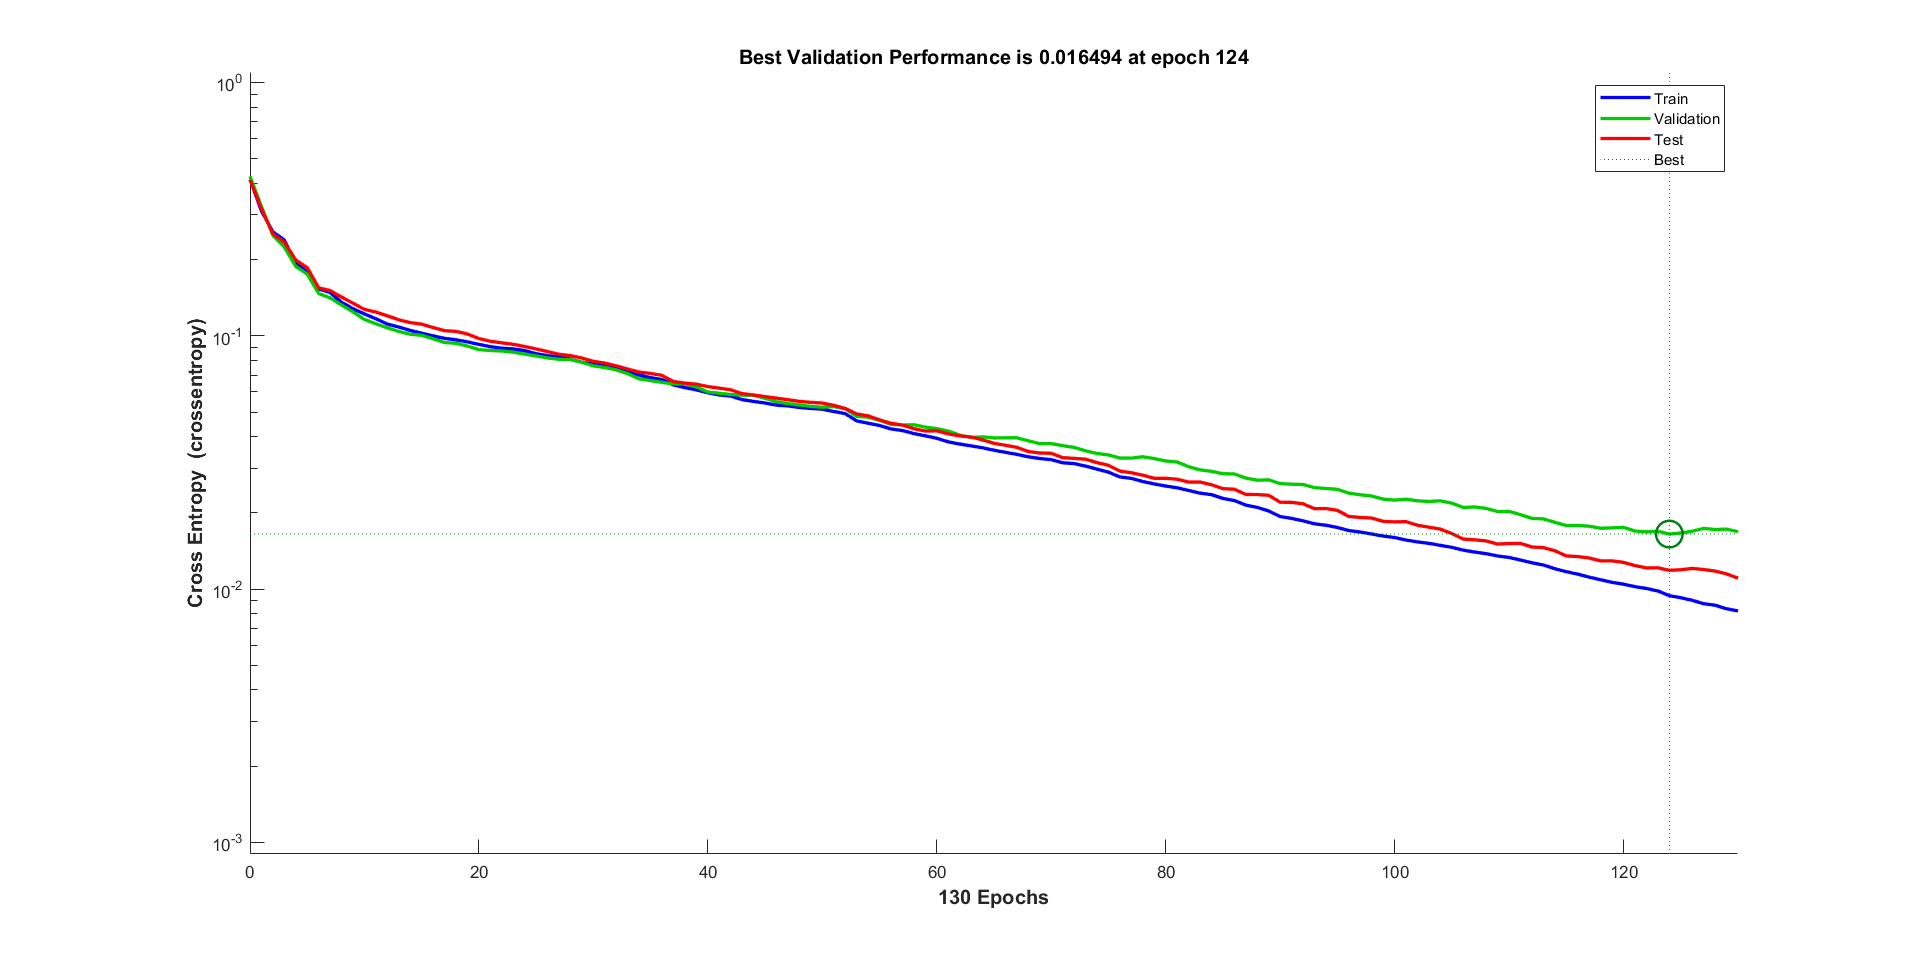 Best Validation Performance is 0.016494 at epoch 124
10^0
10^-1
10^-2
10^-3
Cross Entropy (crossentropy)
Train
Validation
Test
Best
0 20 40 60 80 100 120
130 Epochs